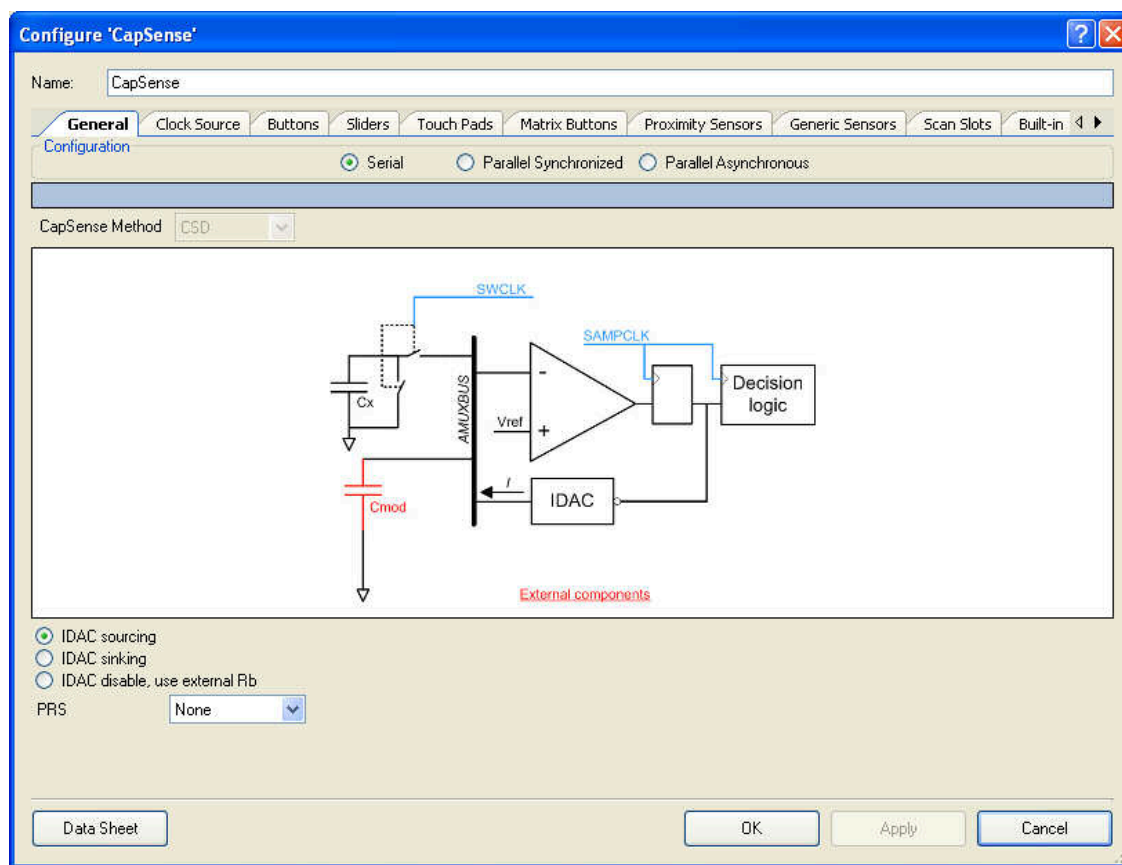 Configure 'CapSense'
Name: CapSense
General Clock Source Buttons Sliders Touch Pads Matrix Buttons Proximity Sensors Generic Sensors Scan Slots Built-in
Configuration
Serial Parallel Synchronized Parallel Asynchronous
CapSense Method CSD
SWCLK
SAMPCLK
Cx
AMUXBUS
-
Vref
+
Decision
logic
I
IDAC
Cmod
External components
IDAC sourcing
IDAC sinking
IDAC disable, use external Rb
PRS None
Data Sheet OK Apply Cancel